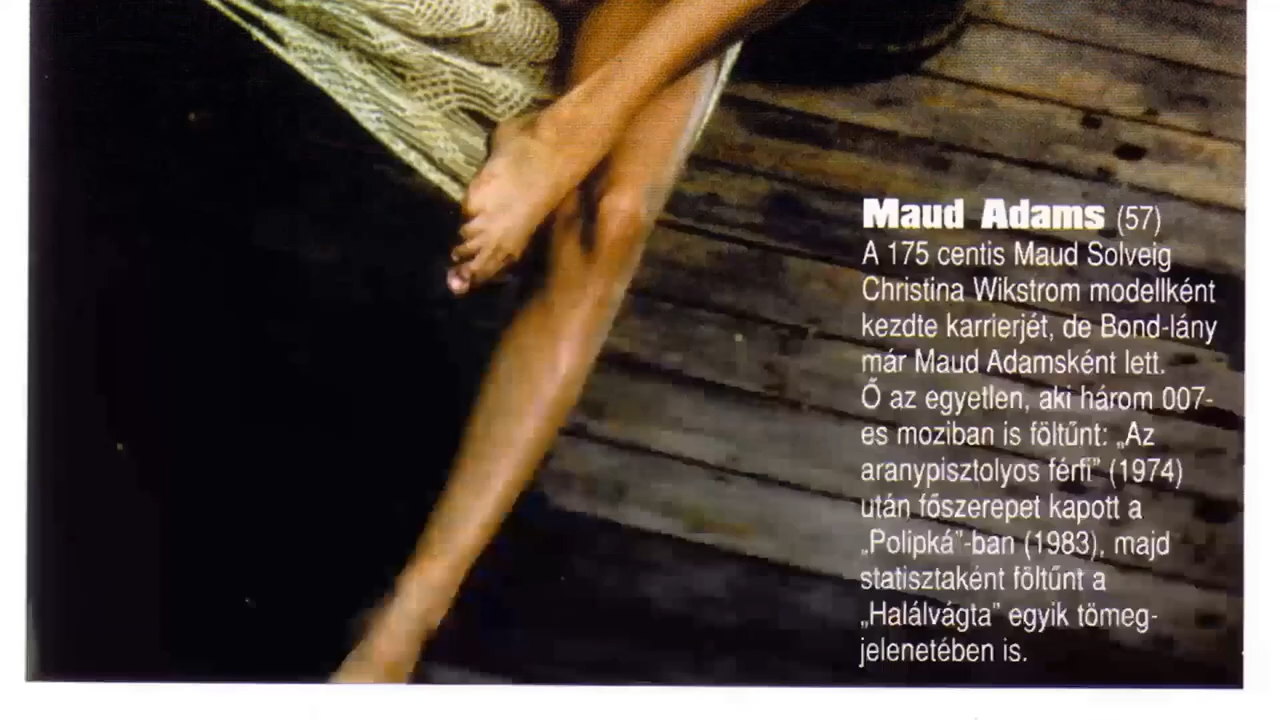 Maud Adams (57)
A 175 centis Maud Solveig
Christina Wikstrom modellként
kezdte karrierjét, de Bond-lány
már Maud Adamsként lett.
Ő az egyetlen, aki három 007-
es moziban is föltűnt: „Az
aranypisztolyos férfi” (1974)
után főszerepet kapott a
„Polipká”-ban (1983), majd
statisztaként föltűnt a
„Halálvágta” egyik tömeg-
jelenetében is.